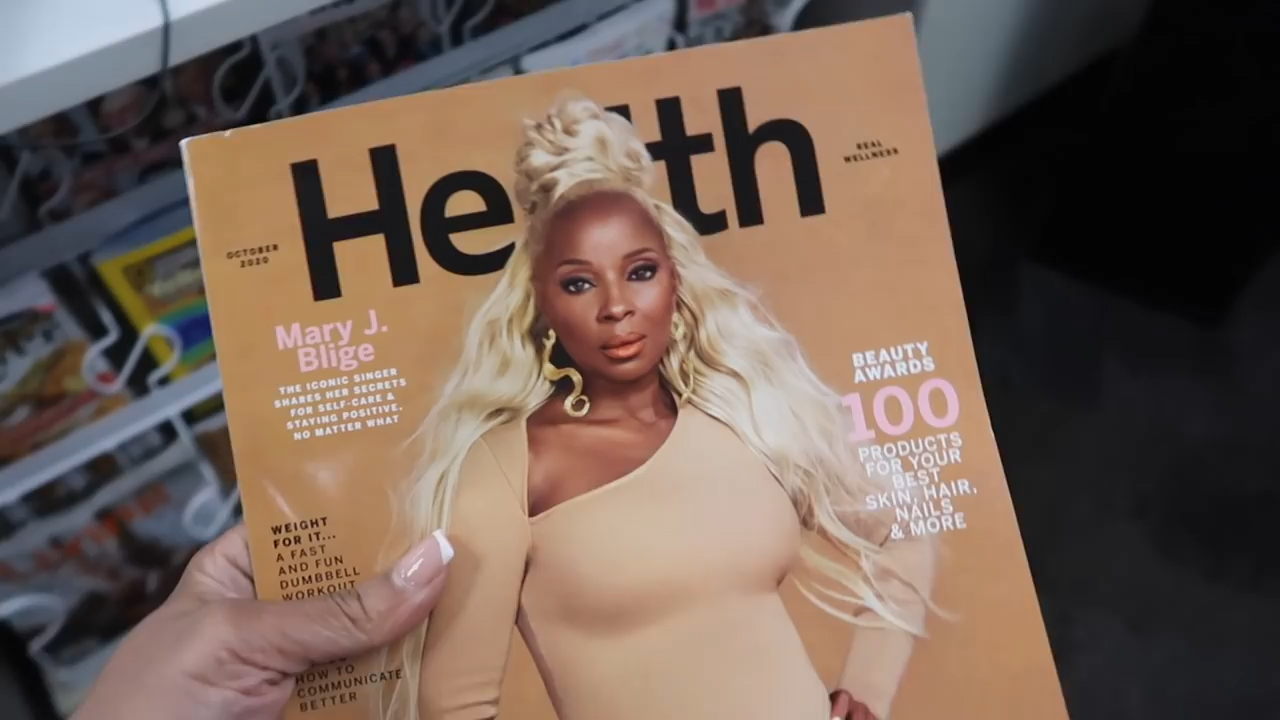 Health
REAL
WELLNESS
OCTOBER
2020
Mary J.
Blige
THE ICONIC SINGER
SHARES HER SECRETS
FOR SELF-CARE &
STAYING POSITIVE,
NO MATTER WHAT
BEAUTY
AWARDS
100
PRODUCTS
FOR YOUR
BEST
SKIN, HAIR,
NAILS
& MORE
WEIGHT
FOR IT...
A FAST
AND FUN
DUMBBELL
WORKOUT
HOW TO
COMMUNICATE
BETTER